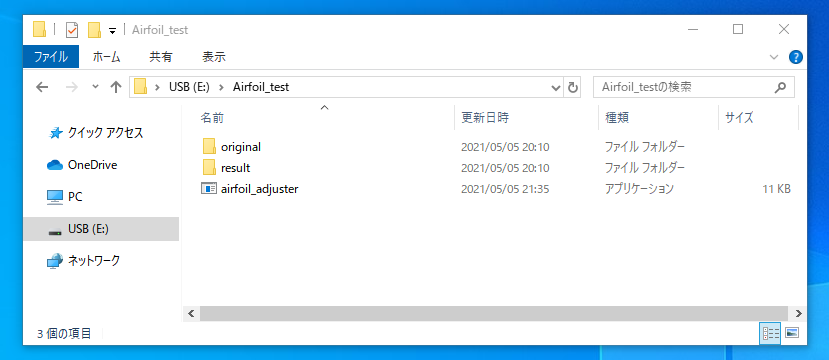 Airfoil_test
ファイル ホーム 共有 表示
USB (E:) Airfoil_test Airfoil_testの検索
名前 更新日時 種類 サイズ
クイック アクセス
OneDrive
PC
USB (E:)
ネットワーク
original 2021/05/05 20:10 ファイル フォルダー
result 2021/05/05 20:10 ファイル フォルダー
airfoil_adjuster 2021/05/05 21:35 アプリケーション 11 KB
3 個の項目